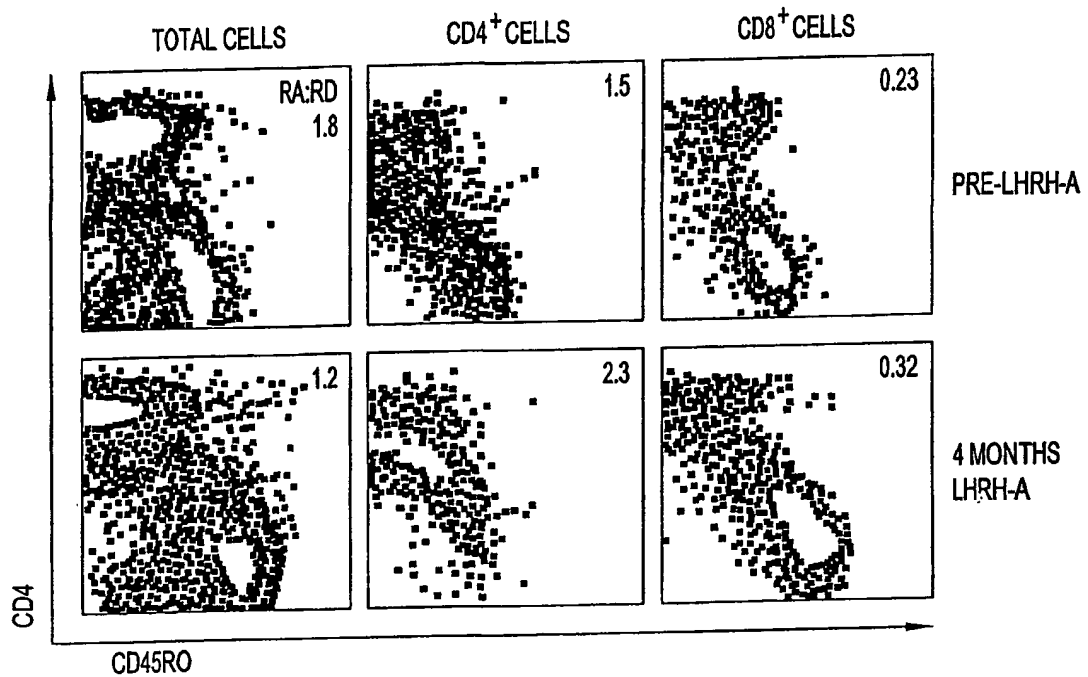 TOTAL CELLS
CD4+ CELLS
CD8+ CELLS
RA:RD
1.8
1.5
0.23
PRE-LHRH-A
1.2
2.3
0.32
4 MONTHS
LHRH-A
CD4
CD45RO